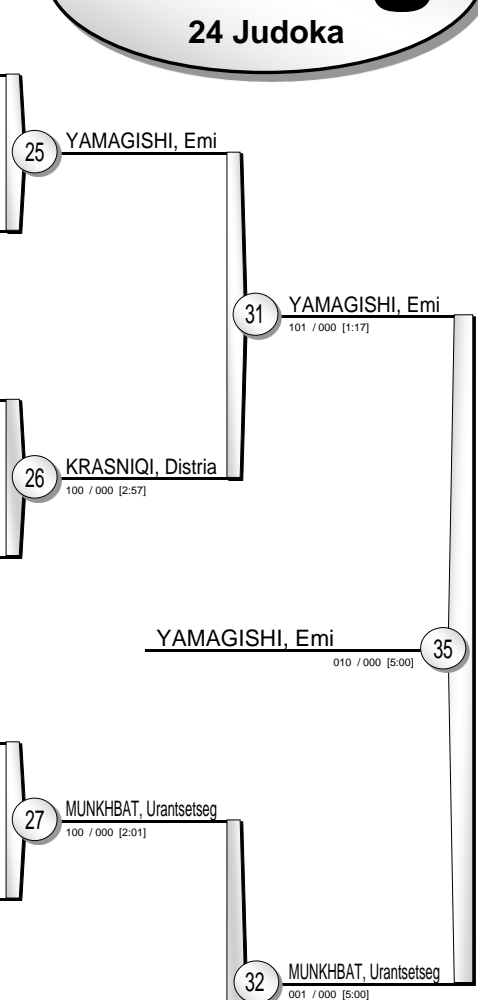 24 Judoka
25
YAMAGISHI, Emi
31
YAMAGISHI, Emi
101 / 000 [1:17]
26
KRASNIQI, Distria
100 / 000 [2:57]
YAMAGISHI, Emi
010 / 000 [5:00]
35
27
MUNKHBAT, Urantsetseg
100 / 000 [2:01]
32
MUNKHBAT, Urantsetseg
001 / 000 [5:00]